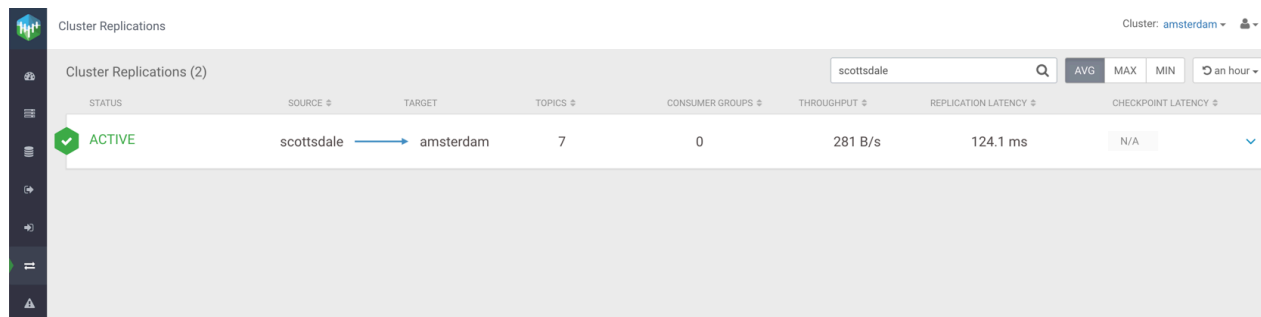 Cluster Replications
Cluster: amsterdam
Cluster Replications (2)
scottsdale
AVG MAX MIN
an hour
STATUS SOURCE TARGET TOPICS CONSUMER GROUPS THROUGHPUT REPLICATION LATENCY CHECKPOINT LATENCY
ACTIVE scottsdale amsterdam 7 0 281 B/s 124.1 ms N/A